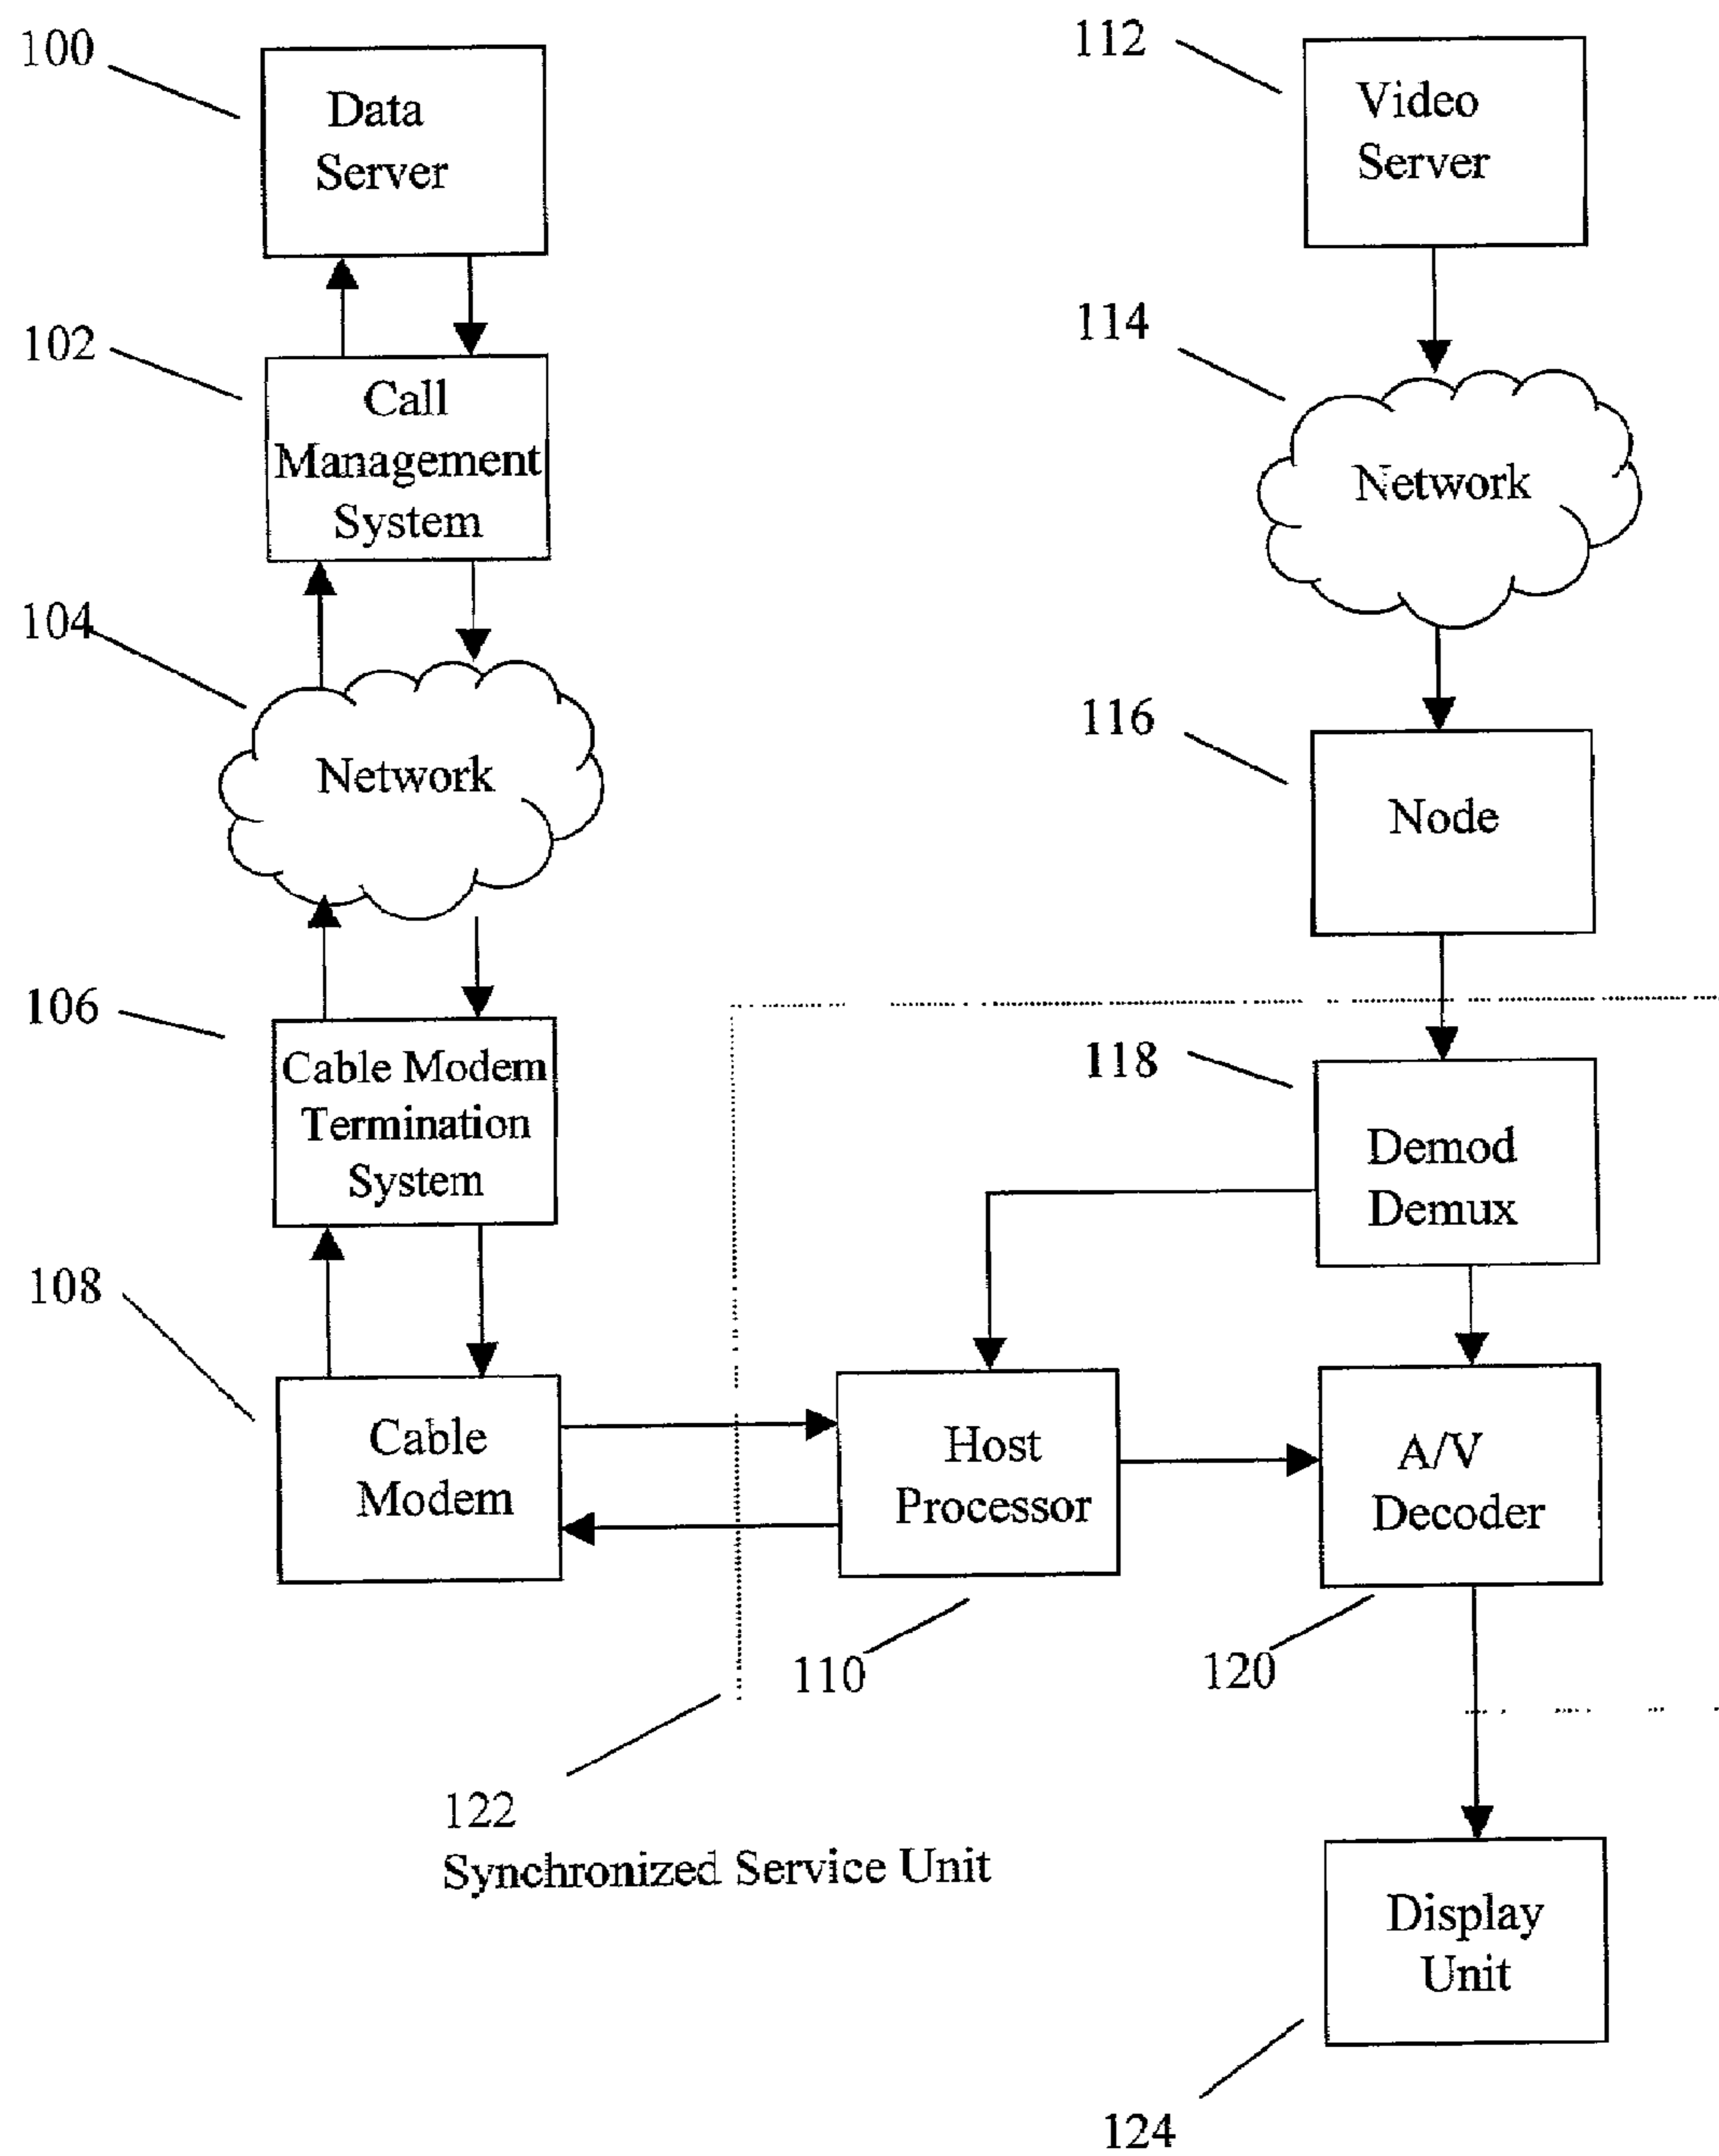 100
Data
Server
102
Call
Management
System
104
Network
106
Cable Modem
Termination
System
108
Cable
Modem
112
Video
Server
114
Network
116
Node
118
Demod
Demux
Host
Processor
110
A/V
Decoder
120
122
Synchronized Service Unit
Display
Unit
124